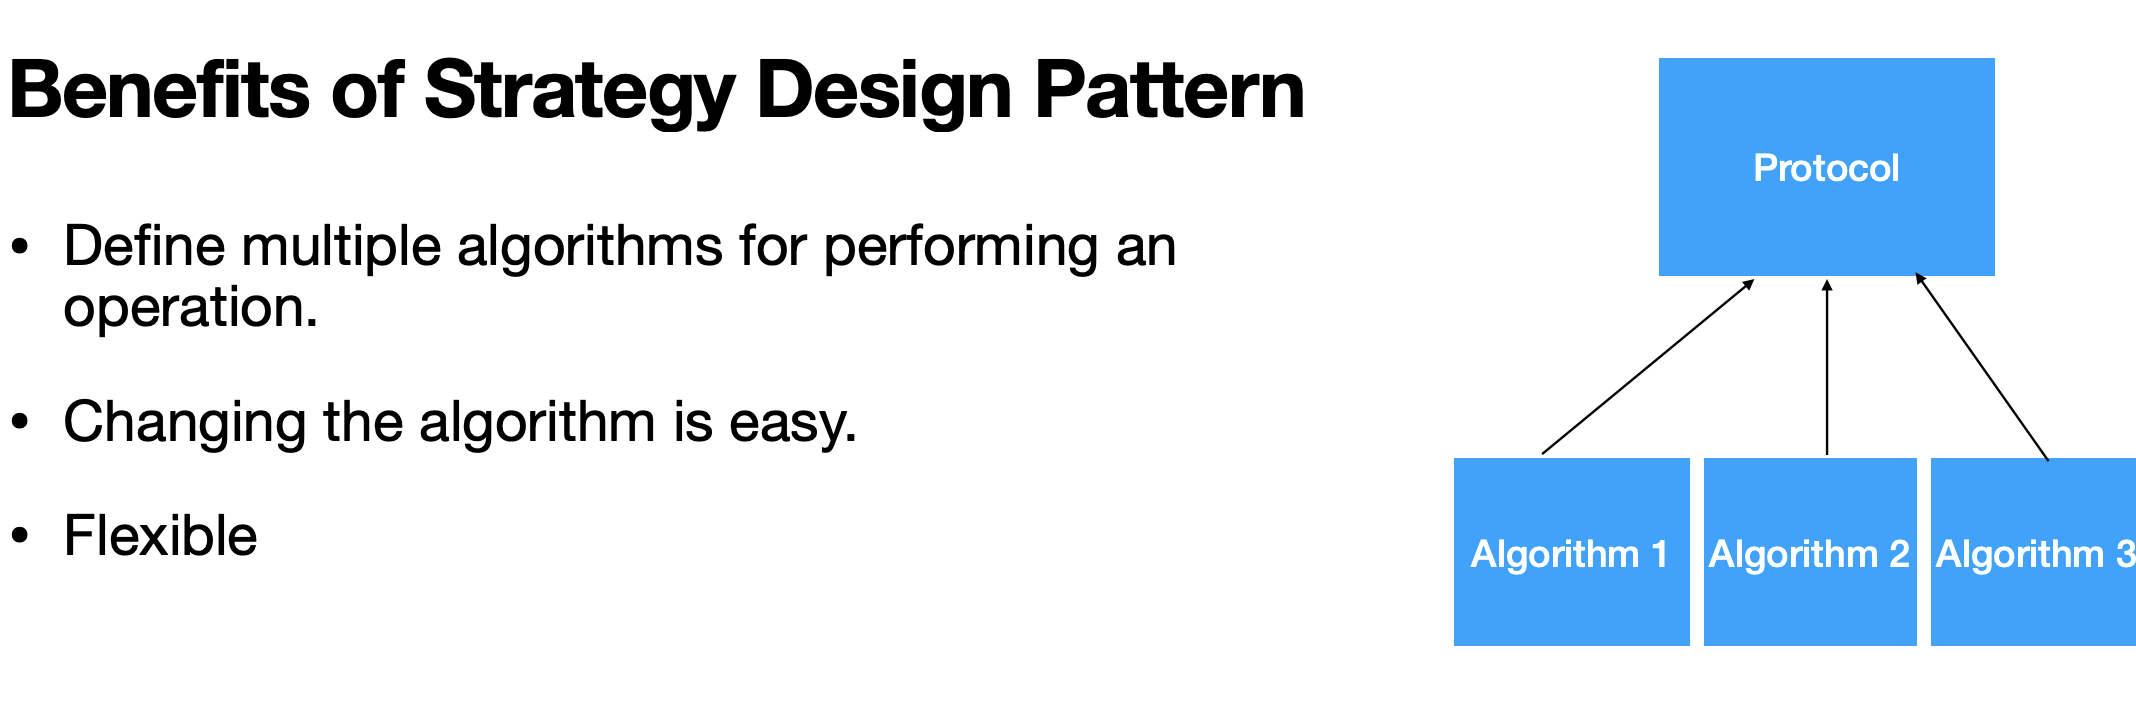 Benefits of Strategy Design Pattern
• Define multiple algorithms for performing an
operation.
• Changing the algorithm is easy.
• Flexible
Protocol
Algorithm 1
Algorithm 2
Algorithm 3